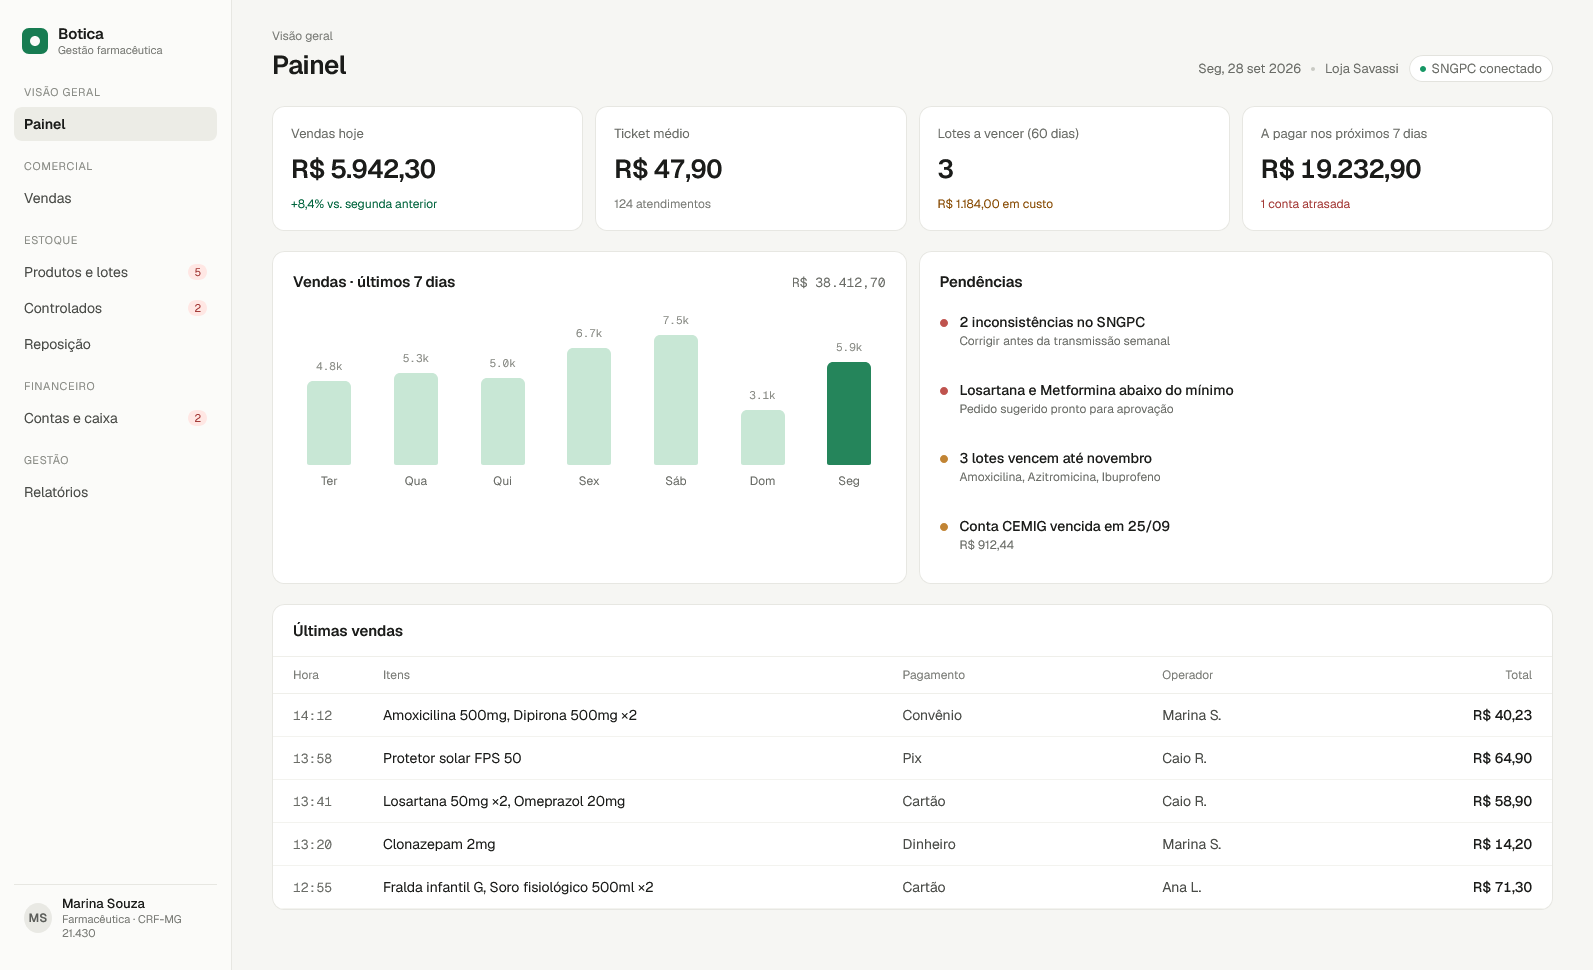 Botica
Gestão farmacêutica
VISÃO GERAL
Painel
COMERCIAL
Vendas
ESTOQUE
Produtos e lotes 5
Controlados 2
Reposição
FINANCEIRO
Contas e caixa 2
GESTÃO
Relatórios
MS
Marina Souza
Farmacêutica · CRF-MG
21.430
Visão geral
Painel
Seg, 28 set 2026 • Loja Savassi • SNGPC conectado
Vendas hoje
R$ 5.942,30
+8,4% vs. segunda anterior
Ticket médio
R$ 47,90
124 atendimentos
Lotes a vencer (60 dias)
3
R$ 1.184,00 em custo
A pagar nos próximos 7 dias
R$ 19.232,90
1 conta atrasada
Vendas · últimos 7 dias R$ 38.412,70
4.8k 5.3k 5.0k 6.7k 7.5k 3.1k 5.9k
Ter Qua Qui Sex Sáb Dom Seg
Pendências
2 inconsistências no SNGPC
Corrigir antes da transmissão semanal
Losartana e Metformina abaixo do mínimo
Pedido sugerido pronto para aprovação
3 lotes vencem até novembro
Amoxicilina, Azitromicina, Ibuprofeno
Conta CEMIG vencida em 25/09
R$ 912,44
Últimas vendas
Hora Itens Pagamento Operador Total
14:12 Amoxicilina 500mg, Dipirona 500mg ×2 Convênio Marina S. R$ 40,23
13:58 Protetor solar FPS 50 Pix Caio R. R$ 64,90
13:41 Losartana 50mg ×2, Omeprazol 20mg Cartão Caio R. R$ 58,90
13:20 Clonazepam 2mg Dinheiro Marina S. R$ 14,20
12:55 Fralda infantil G, Soro fisiológico 500ml ×2 Cartão Ana L. R$ 71,30